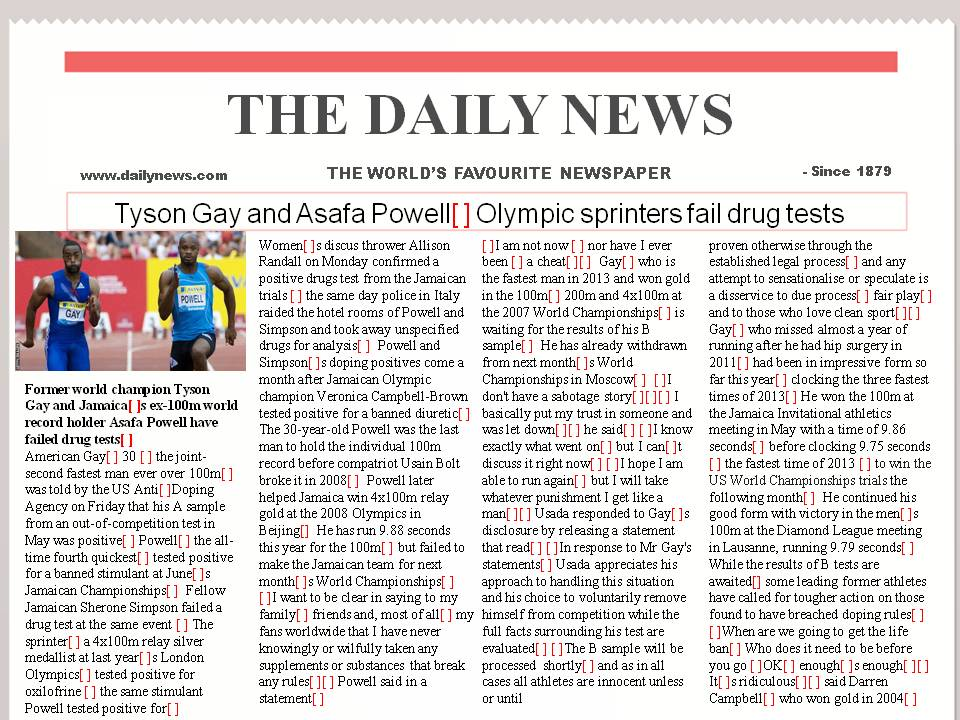 THE DAILY NEWS
www.dailynews.com
THE WORLD'S FAVOURITE NEWSPAPER
- Since 1879
Tyson Gay and Asafa Powell[ ] Olympic sprinters fail drug tests
GAY
POWELL
Former world champion Tyson
Gay and Jamaica[ ]s ex-100m world
record holder Asafa Powell have
failed drug tests[ ]
American Gay[ ] 30 [ ] the joint-
second fastest man ever over 100m[ ]
was told by the US Anti[ ]Doping
Agency on Friday that his A sample
from an out-of-competition test in
May was positive[ ] Powell[ ] the all-
time fourth quickest[ ] tested positive
for a banned stimulant at June[ ]s
Jamaican Championships[ ]  Fellow
Jamaican Sherone Simpson failed a
drug test at the same event [ ] The
sprinter[ ] a 4x100m relay silver
medallist at last year[ ]s London
Olympics[ ] tested positive for
oxilofrine [ ] the same stimulant
Powell tested positive for[ ]
Women[ ]s discus thrower Allison
Randall on Monday confirmed a
positive drugs test from the Jamaican
trials [ ] the same day police in Italy
raided the hotel rooms of Powell and
Simpson and took away unspecified
drugs for analysis[ ]  Powell and
Simpson[ ]s doping positives come a
month after Jamaican Olympic
champion Veronica Campbell-Brown
tested positive for a banned diuretic[ ]
The 30-year-old Powell was the last
man to hold the individual 100m
record before compatriot Usain Bolt
broke it in 2008[ ]  Powell later
helped Jamaica win 4x100m relay
gold at the 2008 Olympics in
Beijing[ ]  He has run 9.88 seconds
this year for the 100m[ ] but failed to
make the Jamaican team for next
month[ ]s World Championships[ ]
[ ]I want to be clear in saying to my
family[ ] friends and, most of all[ ] my
fans worldwide that I have never
knowingly or wilfully taken any
supplements or substances that break
any rules[ ][ ] Powell said in a
statement[ ]
[ ]I am not now [ ] nor have I ever
been [ ] a cheat[ ][ ]  Gay[ ] who is
the fastest man in 2013 and won gold
in the 100m[ ] 200m and 4x100m at
the 2007 World Championships[ ] is
waiting for the results of his B
sample[ ]  He has already withdrawn
from next month[ ]s World
Championships in Moscow[ ]  [ ]I
don't have a sabotage story[ ][ ][ ] I
basically put my trust in someone and
was let down[ ][ ] he said[ ] [ ]I know
exactly what went on[ ] but I can[ ]t
discuss it right now[ ] [ ]I hope I am
able to run again[ ] but I will take
whatever punishment I get like a
man[ ][ ] Usada responded to Gay[ ]s
disclosure by releasing a statement
that read[ ] [ ]In response to Mr Gay's
statements[ ] Usada appreciates his
approach to handling this situation
and his choice to voluntarily remove
himself from competition while the
full facts surrounding his test are
evaluated[ ] [ ]The B sample will be
processed  shortly[ ] and as in all
cases all athletes are innocent unless
or until
proven otherwise through the
established legal process[ ] and any
attempt to sensationalise or speculate is
a disservice to due process[ ] fair play[ ]
and to those who love clean sport[ ][ ]
Gay[ ] who missed almost a year of
running after he had hip surgery in
2011[ ] had been in impressive form so
far this year[ ] clocking the three fastest
times of 2013[ ] He won the 100m at
the Jamaica Invitational athletics
meeting in May with a time of 9.86
seconds[ ] before clocking 9.75 seconds
[ ] the fastest time of 2013 [ ] to win the
US World Championships trials the
following month[ ]  He continued his
good form with victory in the men[ ]s
100m at the Diamond League meeting
in Lausanne, running 9.79 seconds[ ]
While the results of B tests are
awaited[ ] some leading former athletes
have called for tougher action on those
found to have breached doping rules[ ]
[ ]When are we going to get the life
ban[ ] Who does it need to be before
you go [ ]OK[ ] enough[ ]s enough[ ][ ]
It[ ]s ridiculous[ ][ ] said Darren
Campbell[ ] who won gold in 2004[ ]